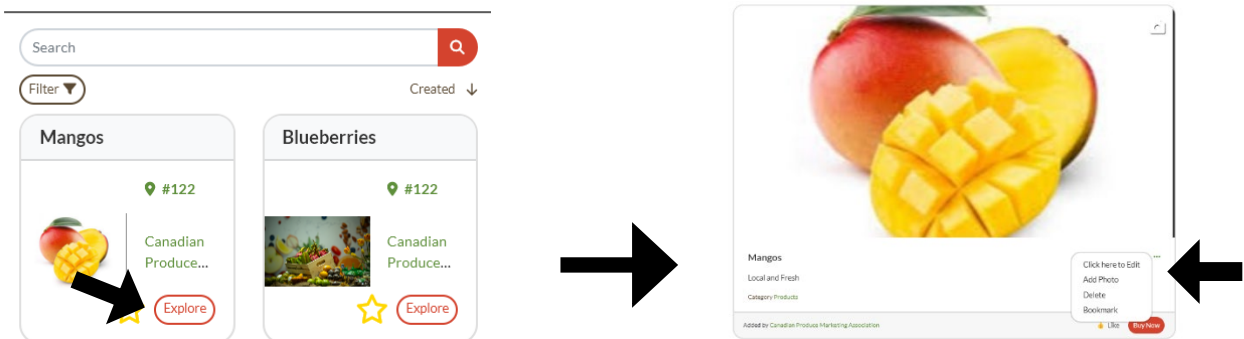 Search
Filter
Created
Mangos
#122
Canadian
Produce...
Explore
Blueberries
#122
Canadian
Produce...
Explore
Mangos
Local and Fresh
Category Products
Click here to Edit
Add Photo
Delete
Bookmark
Added by Canadian Produce Marketing Association
Like
Buy Now